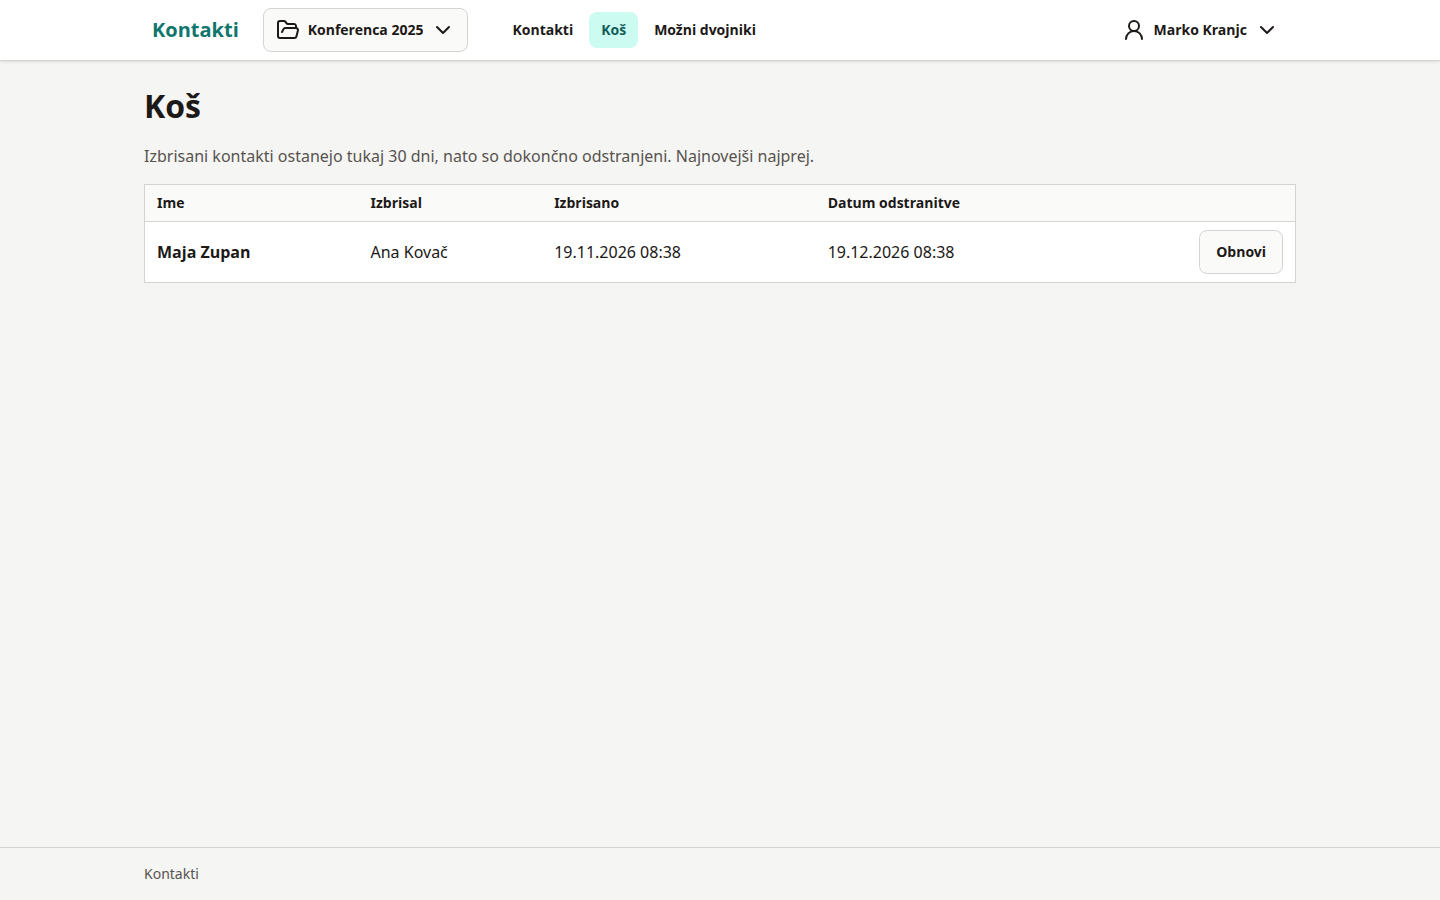 Kontakti Konferenca 2025 Kontakti Koš Možni dvojniki Marko Kranjc
Koš
Izbrisani kontakti ostanejo tukaj 30 dni, nato so dokončno odstranjeni. Najnovejši najprej.
Ime Izbrisal Izbrisano Datum odstranitve
Maja Zupan Ana Kovač 19.11.2026 08:38 19.12.2026 08:38 Obnovi
Kontakti